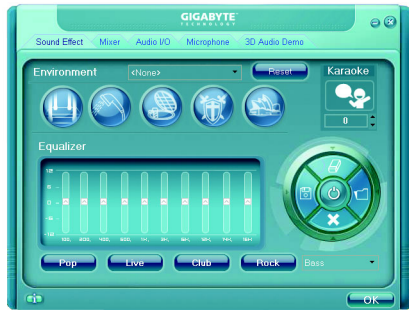 GIGABYTE
TECHNOLOGY
Sound Effect Mixer Audio I/O Microphone 3D Audio Demo
Environment <None> Reset Karaoke
0
Equalizer
Pop Live Club Rock Bass
OK